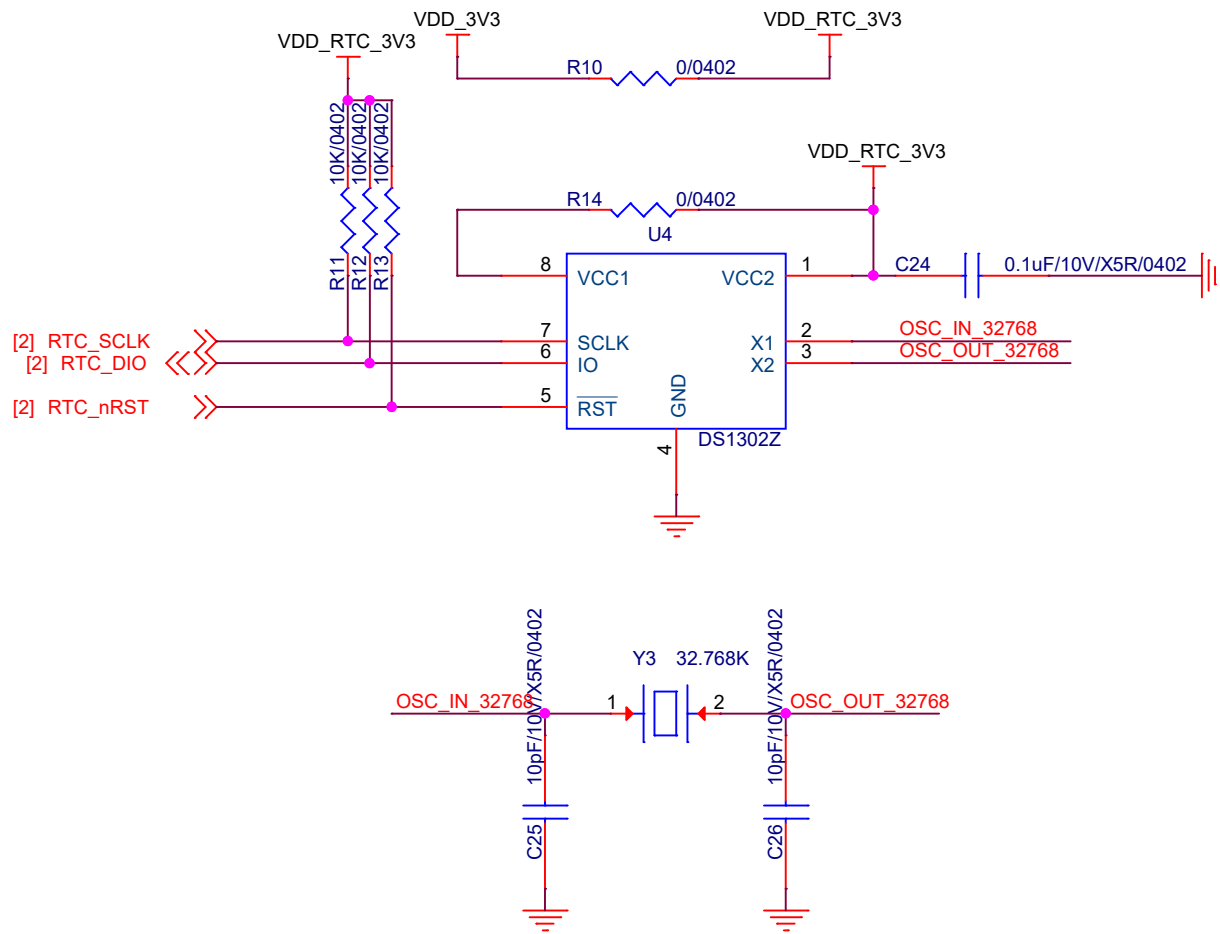 VDD_3V3
VDD_RTC_3V3
VDD_RTC_3V3
R10
0/0402
10K/0402
10K/0402
10K/0402
R11
R12
R13
VDD_RTC_3V3
R14
0/0402
U4
8
VCC1
VCC2
1
C24
0.1uF/10V/X5R/0402
[2] RTC_SCLK
7
SCLK
X1
2
OSC_IN_32768
[2] RTC_DIO
6
IO
X2
3
OSC_OUT_32768
[2] RTC_nRST
5
RST
GND
4
DS1302Z
10pF/10V/X5R/0402
Y3
32.768K
10pF/10V/X5R/0402
OSC_IN_32768
1
2
OSC_OUT_32768
C25
C26